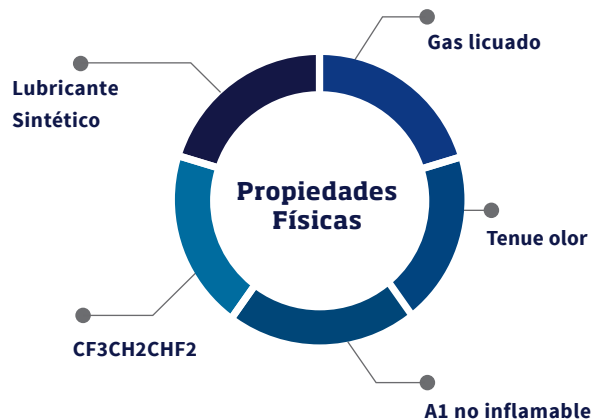 Gas licuado
Lubricante
Sintético
Propiedades
Físicas
Tenue olor
CF3CH2CHF2
A1 no inflamable